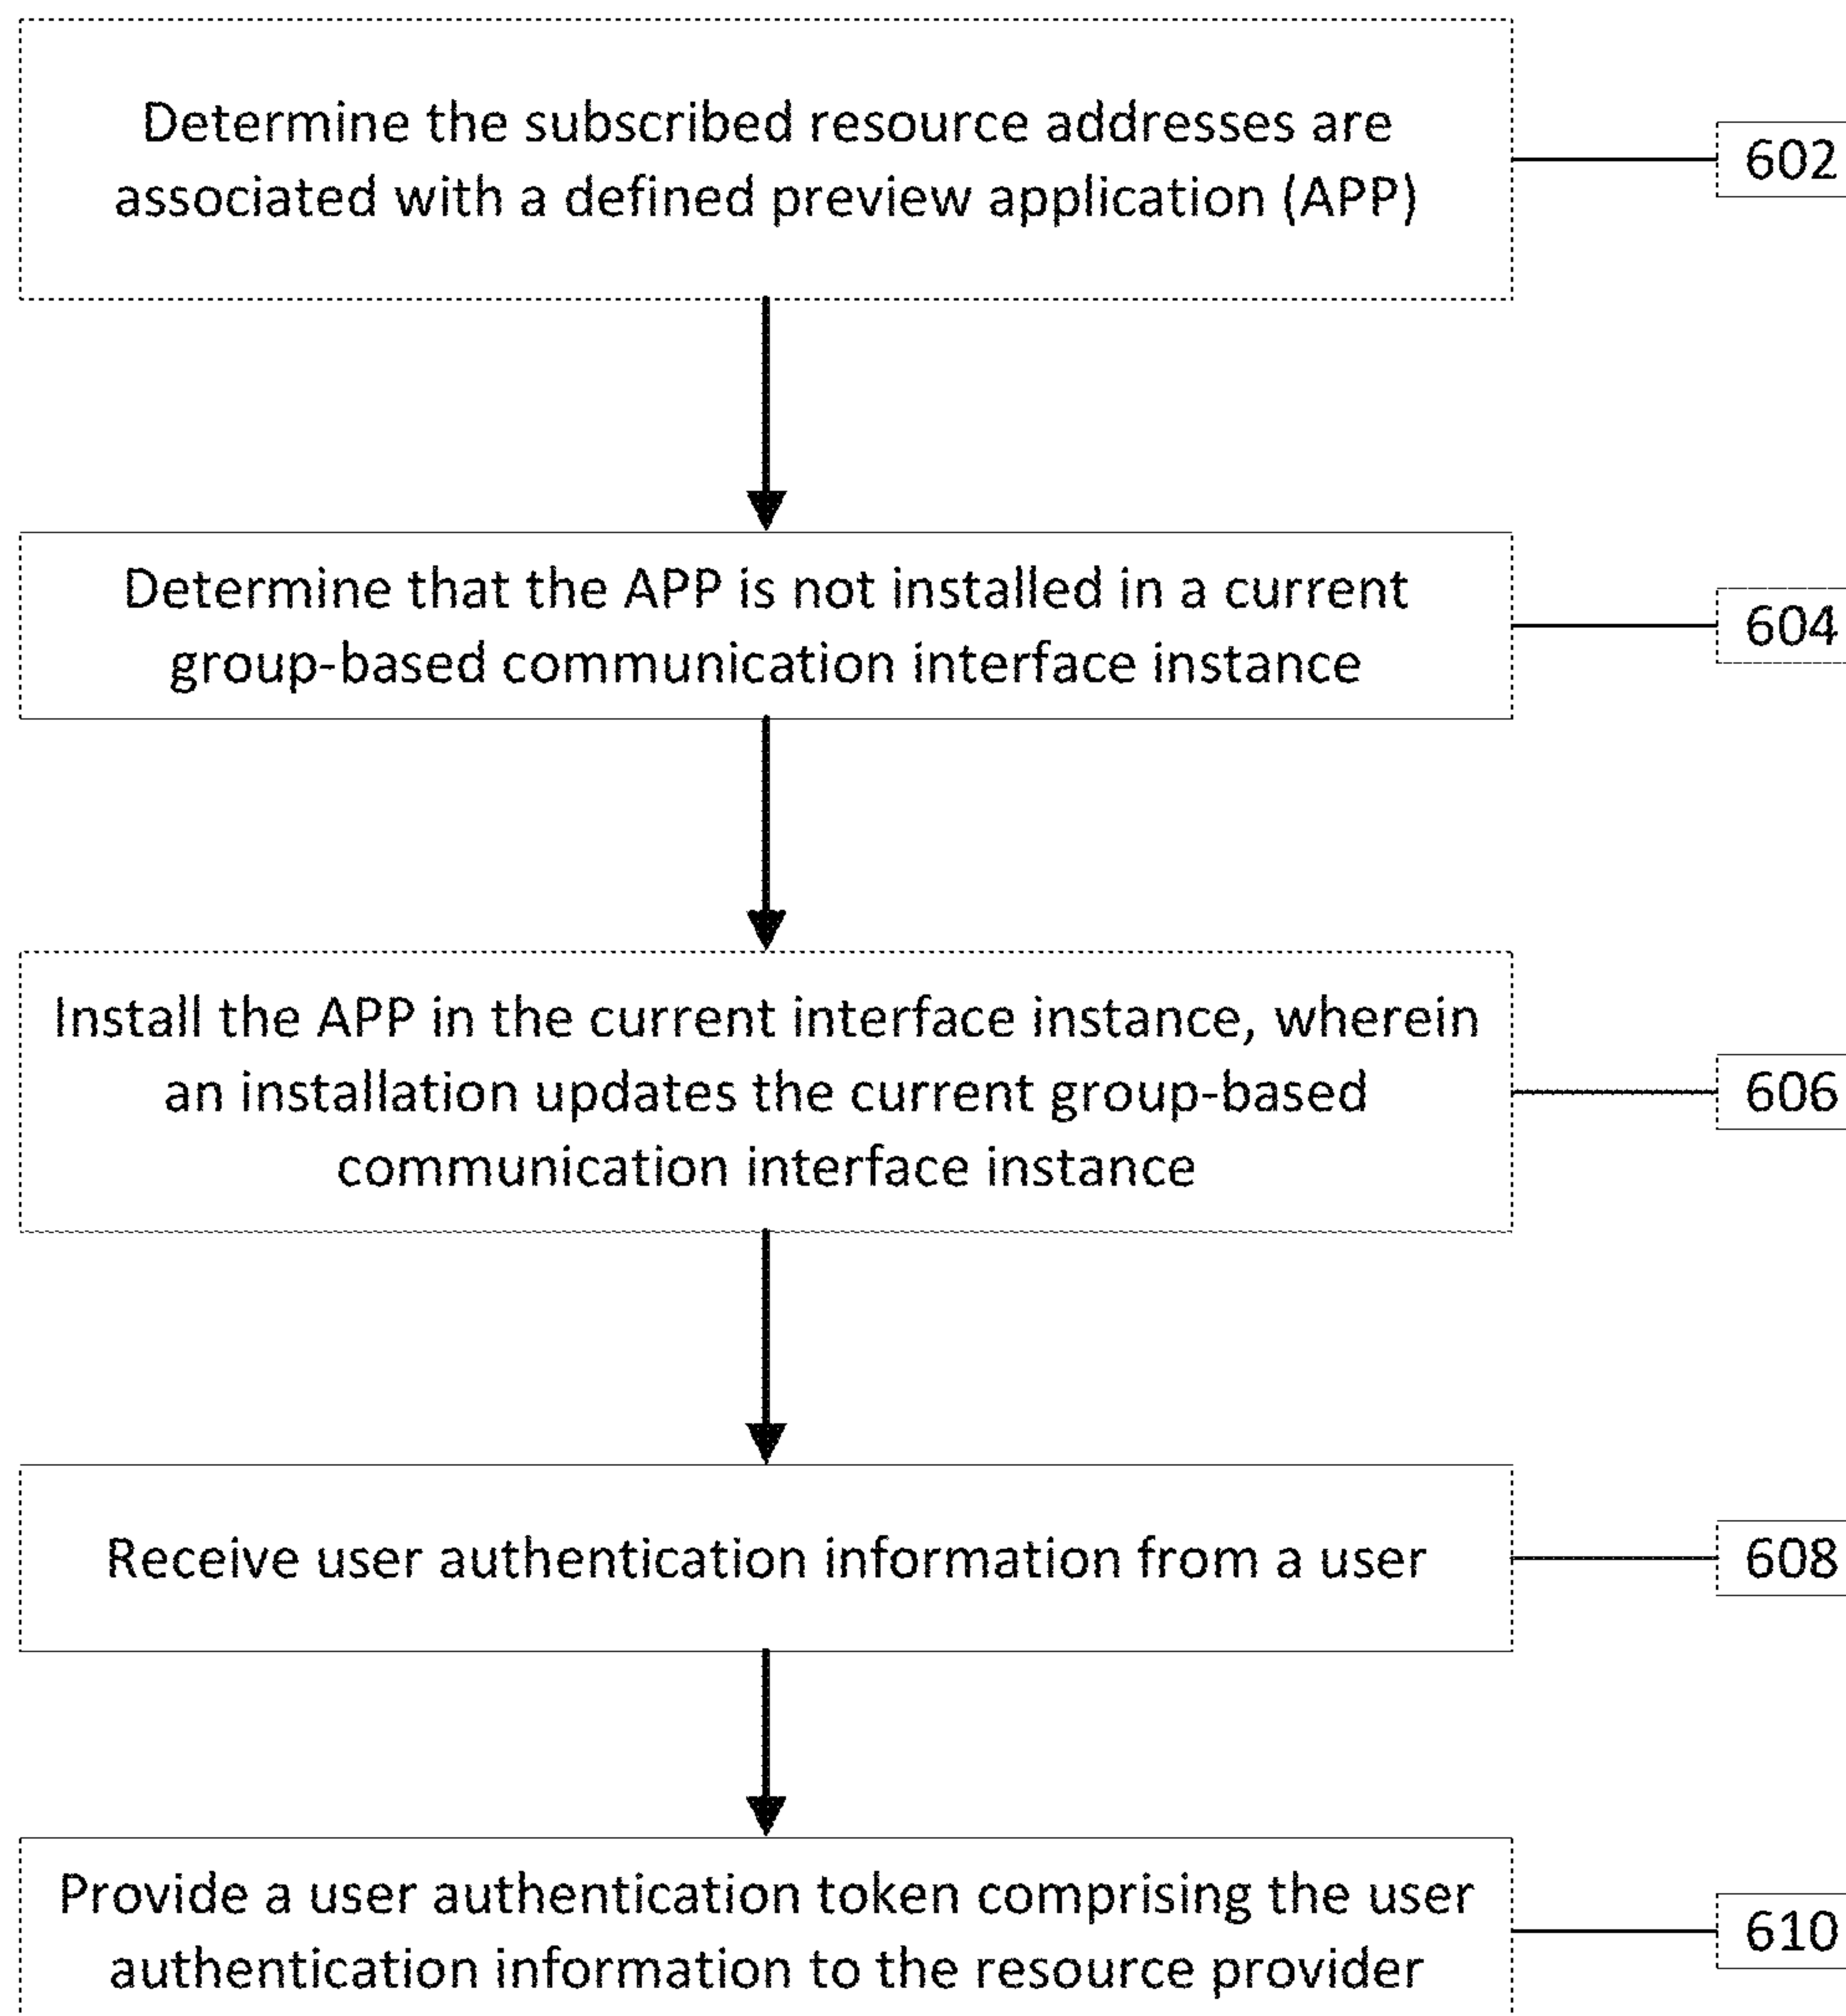 Determine the subscribed resource addresses are
associated with a defined preview application (APP)
602
Determine that the APP is not installed in a current
group-based communication interface instance
604
Install the APP in the current interface instance, wherein
an installation updates the current group-based
communication interface instance
606
Receive user authentication information from a user
608
Provide a user authentication token comprising the user
authentication information to the resource provider
610